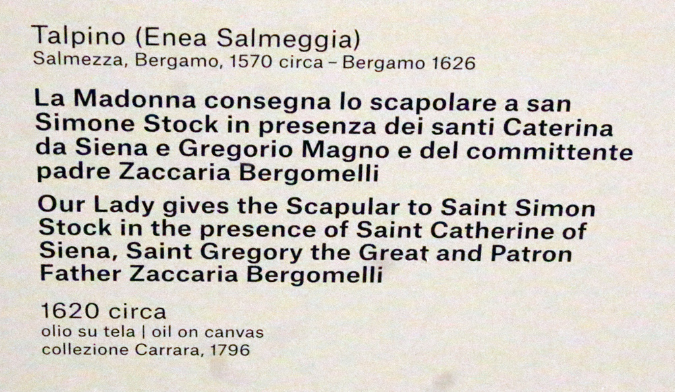 Talpino (Enea Salmeggia)
Salmezza, Bergamo, 1570 circa – Bergamo 1626
La Madonna consegna lo scapolare a san
Simone Stock in presenza dei santi Caterina
da Siena e Gregorio Magno e del committente
padre Zaccaria Bergomelli
Our Lady gives the Scapular to Saint Simon
Stock in the presence of Saint Catherine of
Siena, Saint Gregory the Great and Patron
Father Zaccaria Bergomelli
1620 circa
olio su tela | oil on canvas
collezione Carrara, 1796